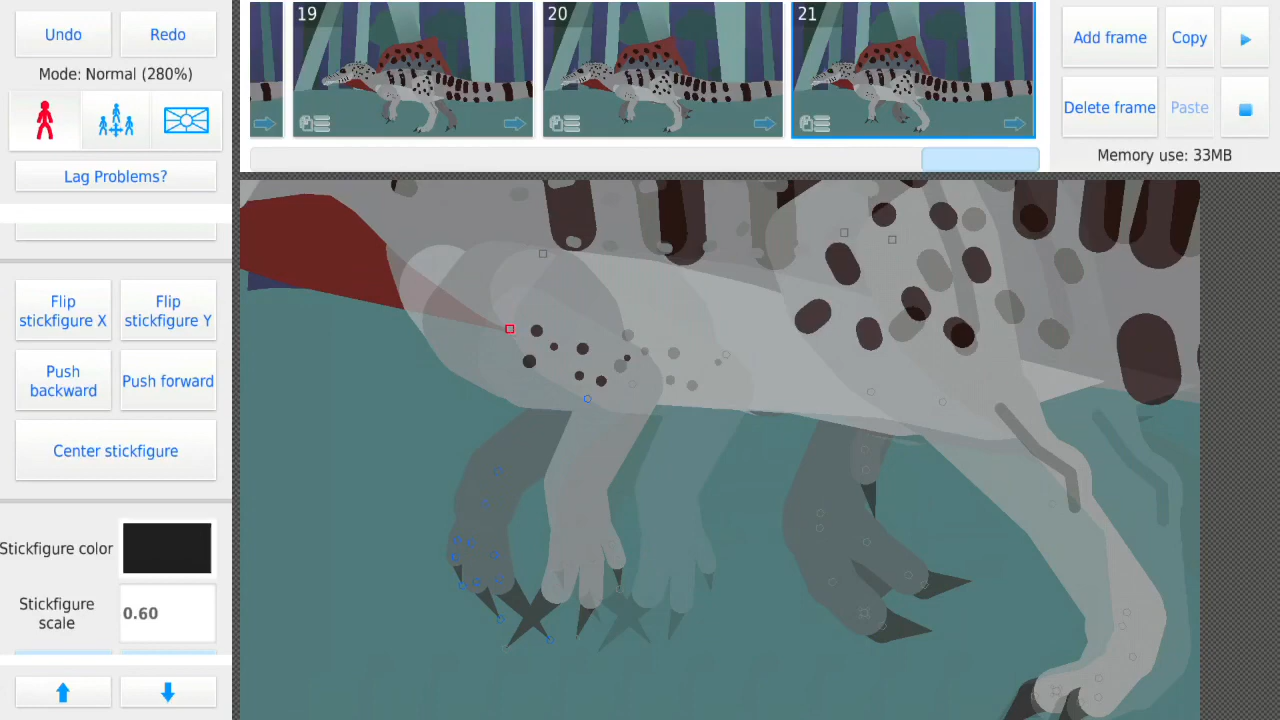 Undo
Redo
Mode: Normal (280%)
Lag Problems?
Flip stickfigure X
Flip stickfigure Y
Push backward
Push forward
Center stickfigure
Stickfigure color
Stickfigure scale
0.60
19
20
21
Add frame
Copy
Delete frame
Paste
Memory use: 33MB